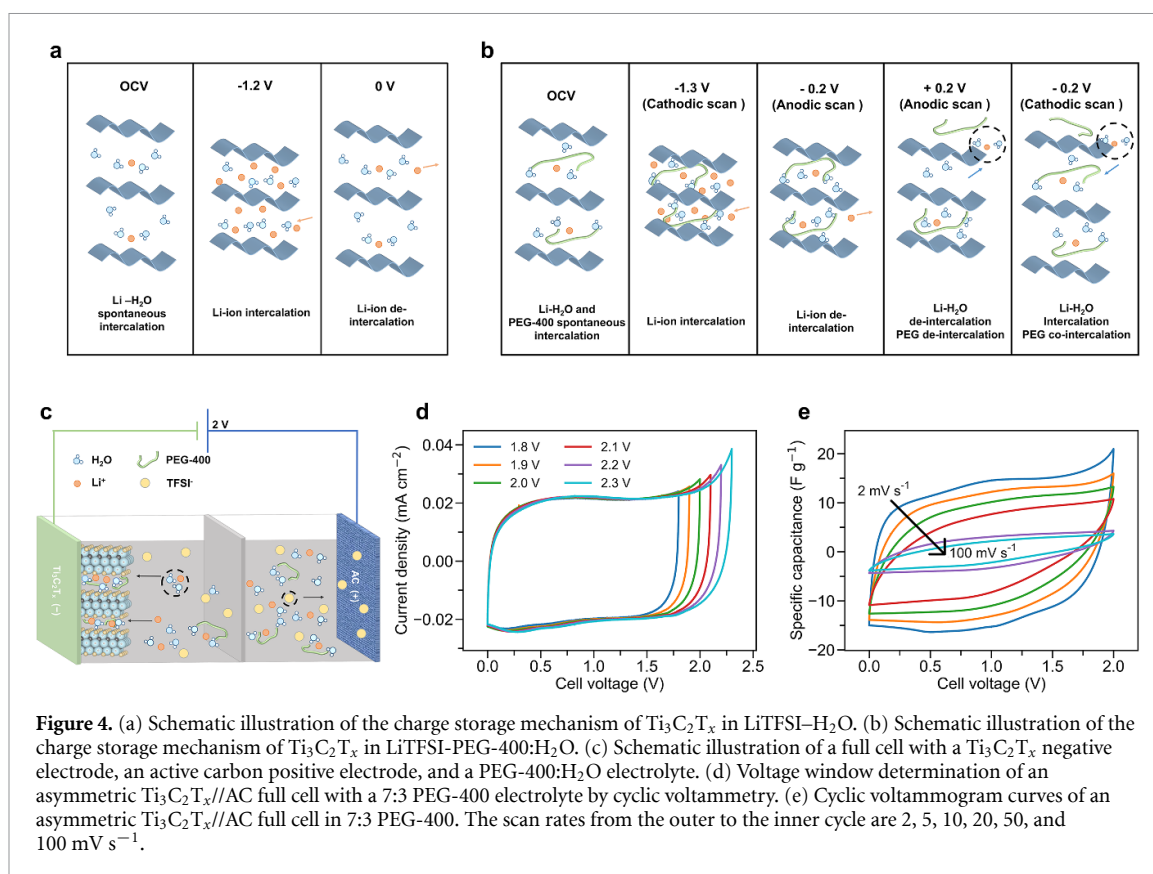 a
OCV
-1.2 V
0 V
Li –H₂O
spontaneous
intercalation
Li-ion intercalation
Li-ion de-
intercalation
b
OCV
-1.3 V
(Cathodic scan )
- 0.2 V
(Anodic scan )
+ 0.2 V
(Anodic scan )
- 0.2 V
(Cathodic scan )
Li-H₂O and
PEG-400 spontaneous
intercalation
Li-ion intercalation
Li-ion de-
intercalation
Li-H₂O
de-intercalation
PEG de-intercalation
Li-H₂O
Intercalation
PEG co-intercalation
c
2 V
H₂O
PEG-400
Li⁺
TFSI⁻
Ti₃C₂Tₓ (−)
AC (+)
d
Current density (mA cm⁻²)
0.04
0.02
0.00
−0.02
1.8 V
1.9 V
2.0 V
2.1 V
2.2 V
2.3 V
0.0 0.5 1.0 1.5 2.0 2.5
Cell voltage (V)
e
Specific capacitance (F g⁻¹)
20
10
0
−10
−20
2 mV s⁻¹
100 mV s⁻¹
0.0 0.5 1.0 1.5 2.0
Cell voltage (V)
Figure 4. (a) Schematic illustration of the charge storage mechanism of Ti₃C₂Tₓ in LiTFSI–H₂O. (b) Schematic illustration of the
charge storage mechanism of Ti₃C₂Tₓ in LiTFSI-PEG-400:H₂O. (c) Schematic illustration of a full cell with a Ti₃C₂Tₓ negative
electrode, an active carbon positive electrode, and a PEG-400:H₂O electrolyte. (d) Voltage window determination of an
asymmetric Ti₃C₂Tₓ//AC full cell with a 7:3 PEG-400 electrolyte by cyclic voltammetry. (e) Cyclic voltammogram curves of an
asymmetric Ti₃C₂Tₓ//AC full cell in 7:3 PEG-400. The scan rates from the outer to the inner cycle are 2, 5, 10, 20, 50, and
100 mV s⁻¹.